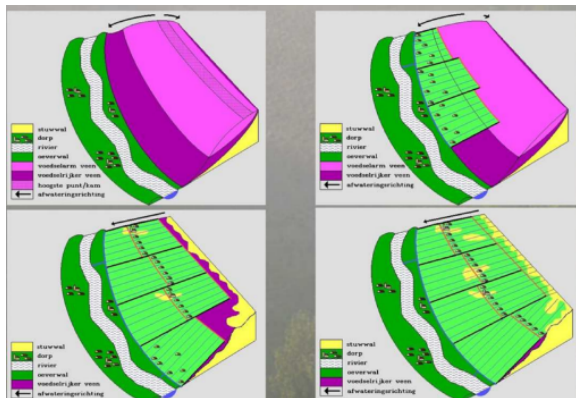 stuwwal
dorp
rivier
oeverwal
voedselarm veen
voedselrijker veen
hoogste punt/kam
afwateringsrichting
stuwwal
dorp
rivier
oeverwal
voedselarm veen
voedselrijker veen
afwateringsrichting
stuwwal
dorp
rivier
oeverwal
voedselrijker veen
afwateringsrichting
stuwwal
dorp
rivier
oeverwal
voedselrijker veen
afwateringsrichting